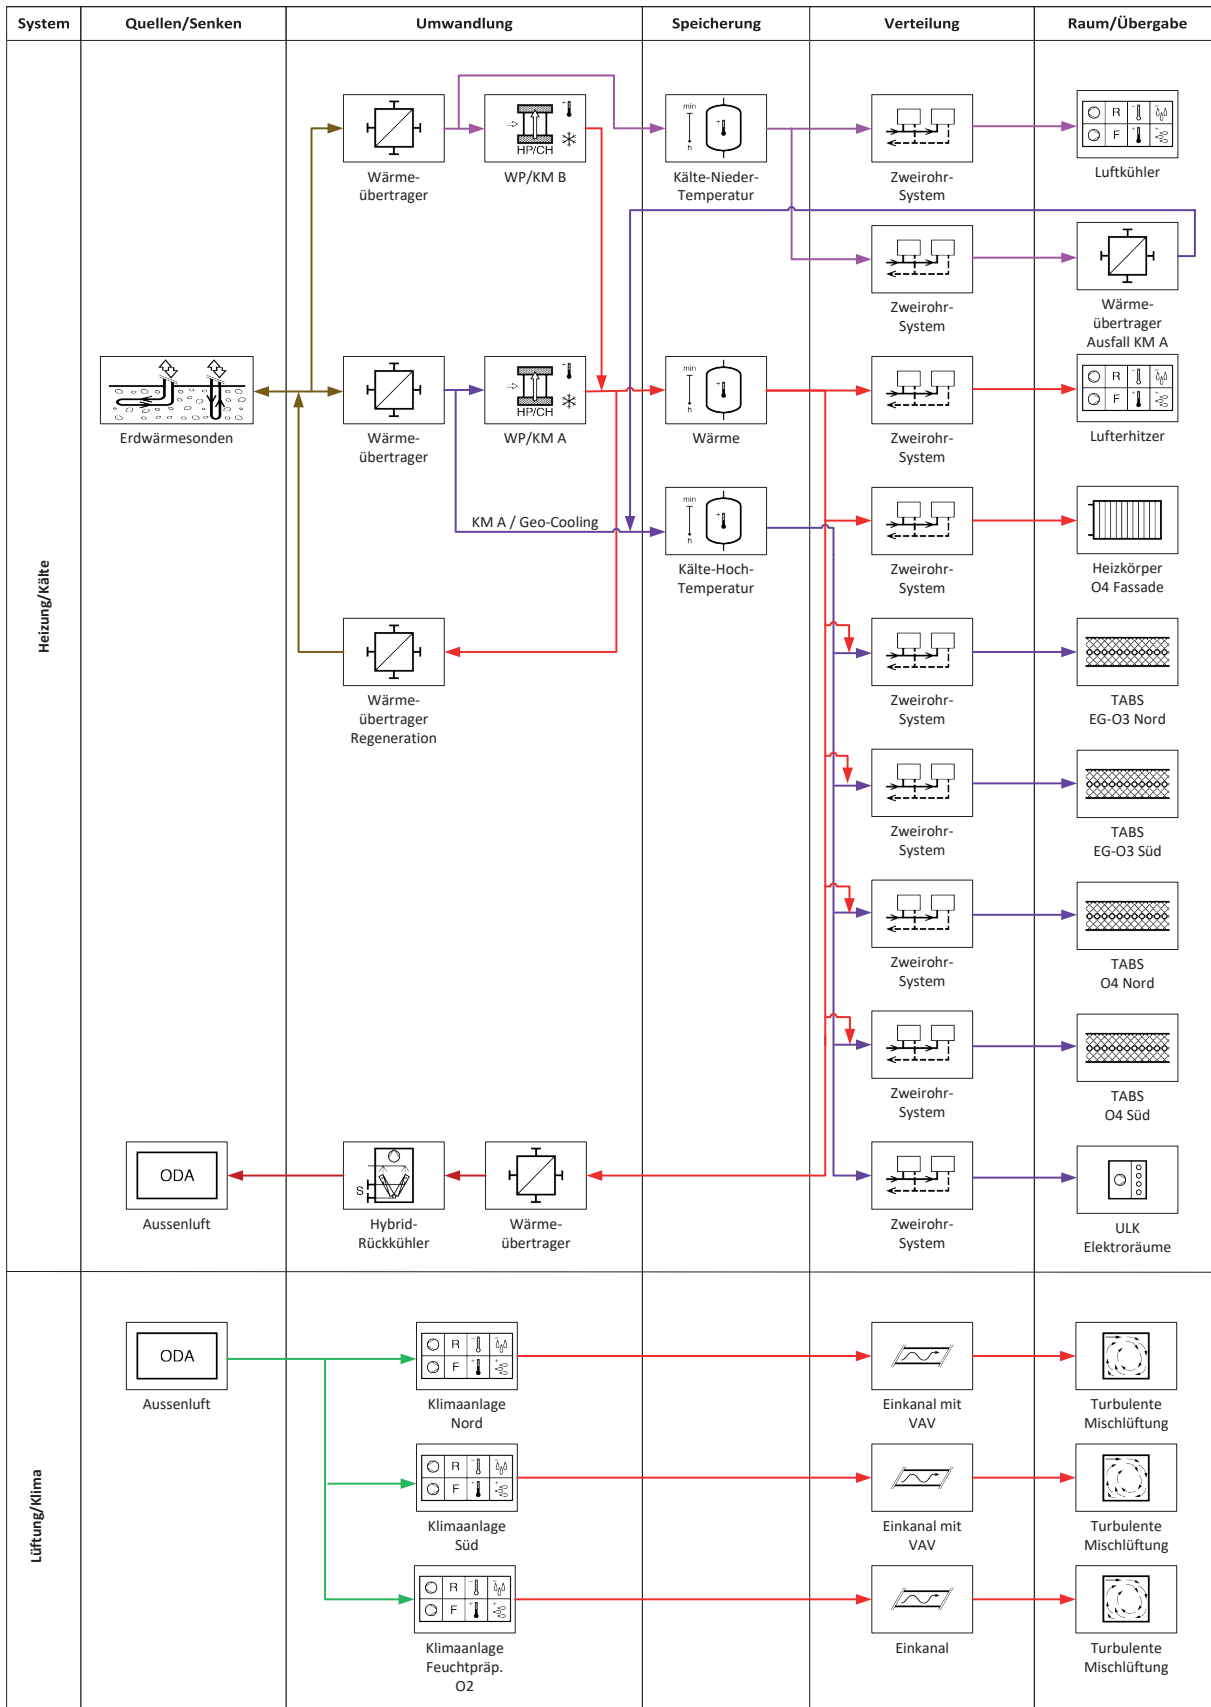 System Quellen/Senken Umwandlung Speicherung Verteilung Raum/Übergabe
Heizung/Kälte
HP/CH
min
h
R
F
Wärme-
übertrager
WP/KM B
Kälte-Nieder-
Temperatur
Zweirohr-
System
Luftkühler
Zweirohr-
System
Wärme-
übertrager
Ausfall KM A
HP/CH
min
h
R
F
Erdwärmesonden
Wärme-
übertrager
WP/KM A
Wärme
Zweirohr-
System
Lufterhitzer
KM A / Geo-Cooling
min
h
Kälte-Hoch-
Temperatur
Zweirohr-
System
Heizkörper
O4 Fassade
Wärme-
übertrager
Regeneration
Zweirohr-
System
TABS
EG-O3 Nord
Zweirohr-
System
TABS
EG-O3 Süd
Zweirohr-
System
TABS
O4 Nord
Zweirohr-
System
TABS
O4 Süd
ODA
S
Aussenluft
Hybrid-
Rückkühler
Wärme-
übertrager
Zweirohr-
System
ULK
Elektroräume
Lüftung/Klima
ODA
R
F
Aussenluft
Klimaanlage
Nord
Einkanal mit
VAV
Turbulente
Mischlüftung
R
F
Klimaanlage
Süd
Einkanal mit
VAV
Turbulente
Mischlüftung
R
F
Klimaanlage
Feuchtpräp.
O2
Einkanal
Turbulente
Mischlüftung